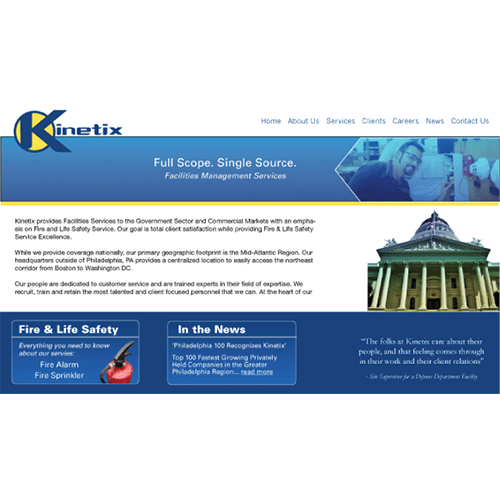 Kinetix
Home About Us Services Clients Careers News Contact Us
Full Scope. Single Source.
Facilities Management Services
Kinetix provides Facilities Services to the Government Sector and Commercial Markets with an empha-
sis on Fire and Life Safety Service. Our goal is total client satisfaction while providing Fire & Life Safety
Service Excellence.
While we provide coverage nationally, our primary geographic footprint is the Mid-Atlantic Region. Our
headquarters outside of Philadelphia, PA provides a centralized location to easily access the northeast
corridor from Boston to Washington DC.
Our people are dedicated to customer service and are trained experts in their field of expertise. We
recruit, train and retain the most talented and client focused personnel that we can. At the heart of our
Fire & Life Safety
Everything you need to know
about our servies:
Fire Alarm
Fire Sprinkler
In the News
'Philadelphia 100 Recognizes Kinetix'
Top 100 Fastest Growing Privately
Held Companies in the Greater
Philadelphia Region... read more
"The folks at Kinetix care about their
people, and that feeling comes through
in their work and their client relations"
- Site Supervisor for a Defense Department Facility